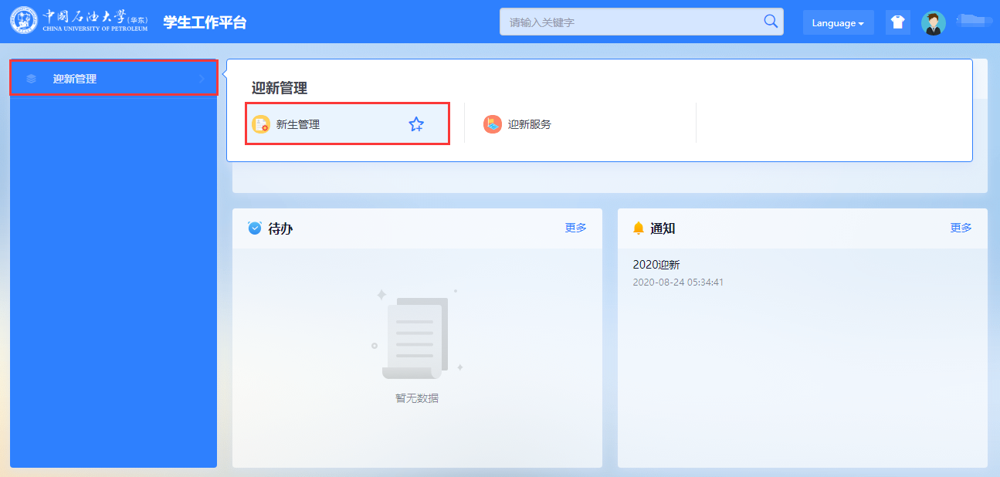 中国石油大学(华东)
CHINA UNIVERSITY OF PETROLEUM
学生工作平台
请输入关键字
Language
迎新管理
迎新管理
新生管理
迎新服务
待办
更多
暂无数据
通知
更多
2020迎新
2020-08-24 05:34:41